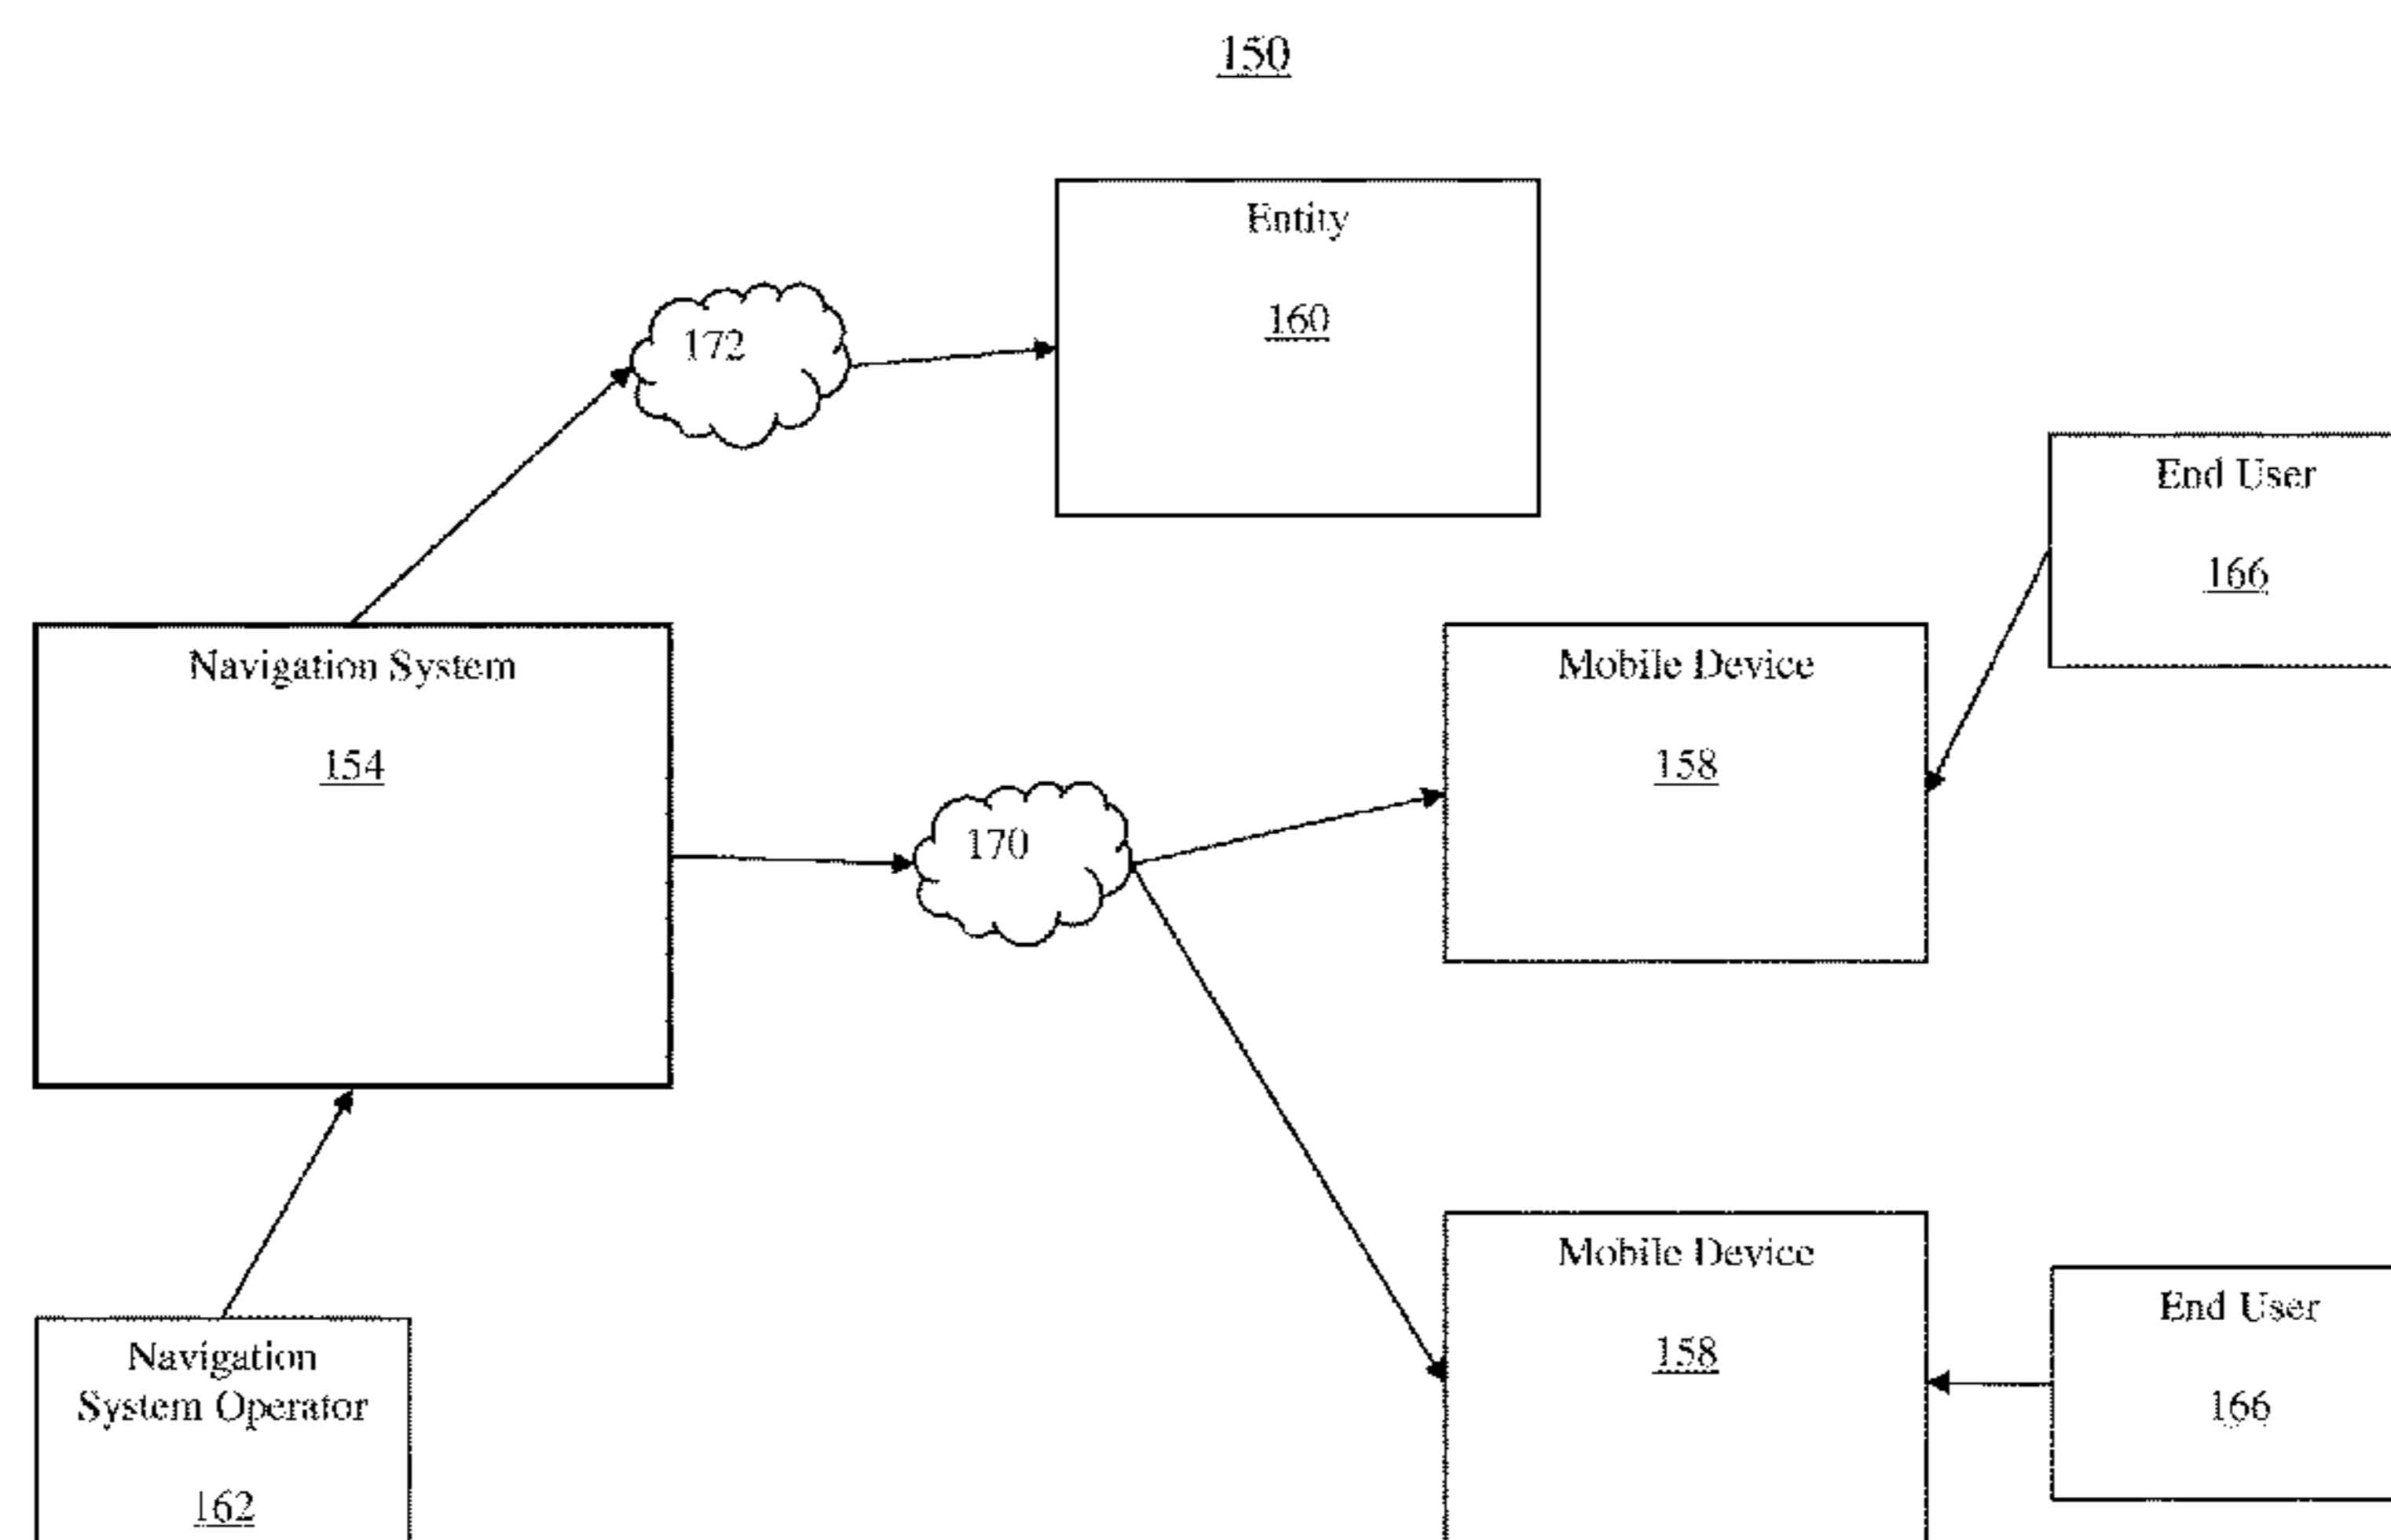 150
Entity
160
172
End User
166
Navigation System
154
Mobile Device
158
170
Mobile Device
158
End User
166
Navigation
System Operator
162